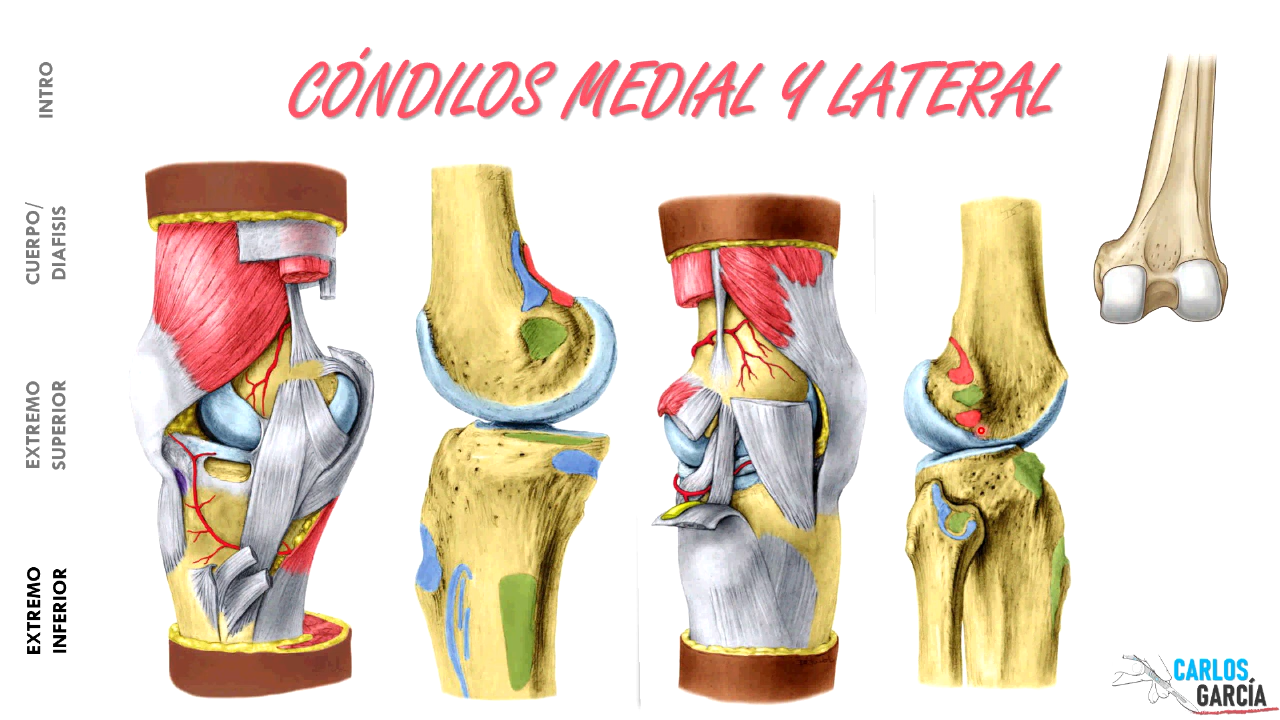 CÓNDILOS MEDIAL Y LATERAL
INTRO
CUERPO/
DIAFISIS
EXTREMO
SUPERIOR
EXTREMO
INFERIOR
CARLOS
GARCÍA